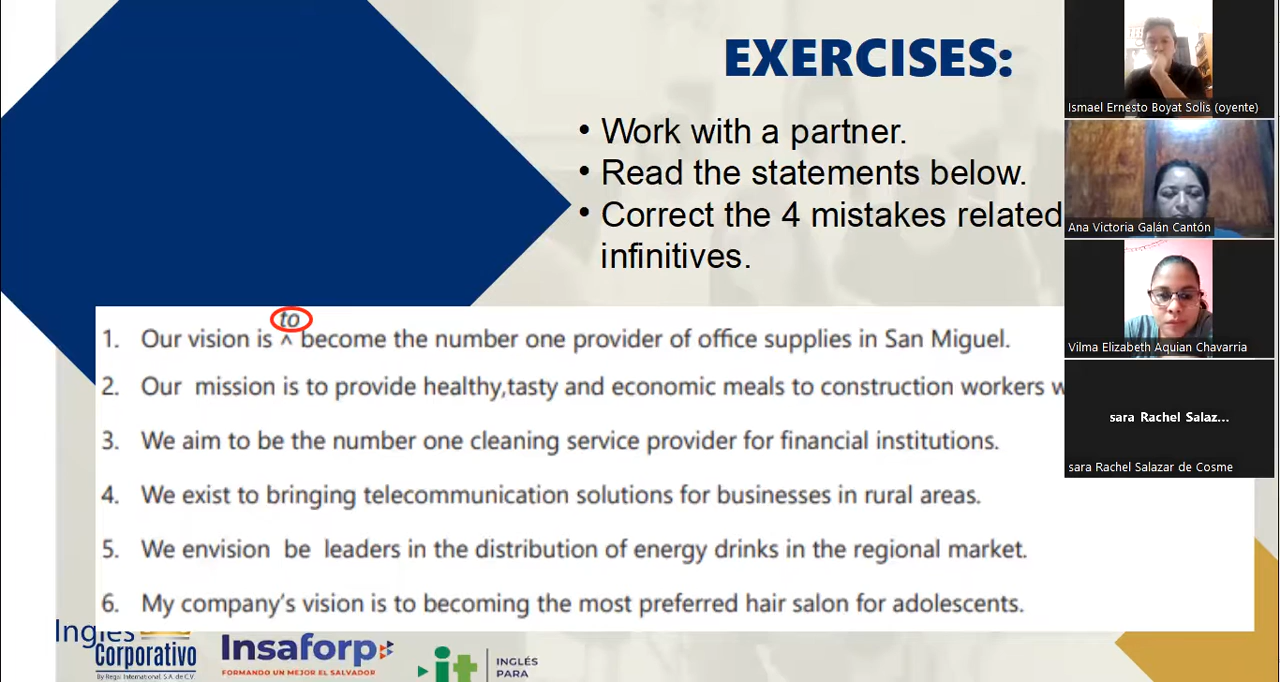 EXERCISES:
• Work with a partner.
• Read the statements below.
• Correct the 4 mistakes related
infinitives.
to
1. Our vision is ^ become the number one provider of office supplies in San Miguel.
2. Our mission is to provide healthy,tasty and economic meals to construction workers w
3. We aim to be the number one cleaning service provider for financial institutions.
4. We exist to bringing telecommunication solutions for businesses in rural areas.
5. We envision be leaders in the distribution of energy drinks in the regional market.
6. My company's vision is to becoming the most preferred hair salon for adolescents.
Ismael Ernesto Boyat Solis (oyente)
Ana Victoria Galán Cantón
Vilma Elizabeth Aquian Chavarria
sara Rachel Salaz...
sara Rachel Salazar de Cosme
Inglés
Corporativo
By Regal International, S.A. de C.V.
Insaforp
FORMANDO UN MEJOR EL SALVADOR
it
INGLÉS
PARA